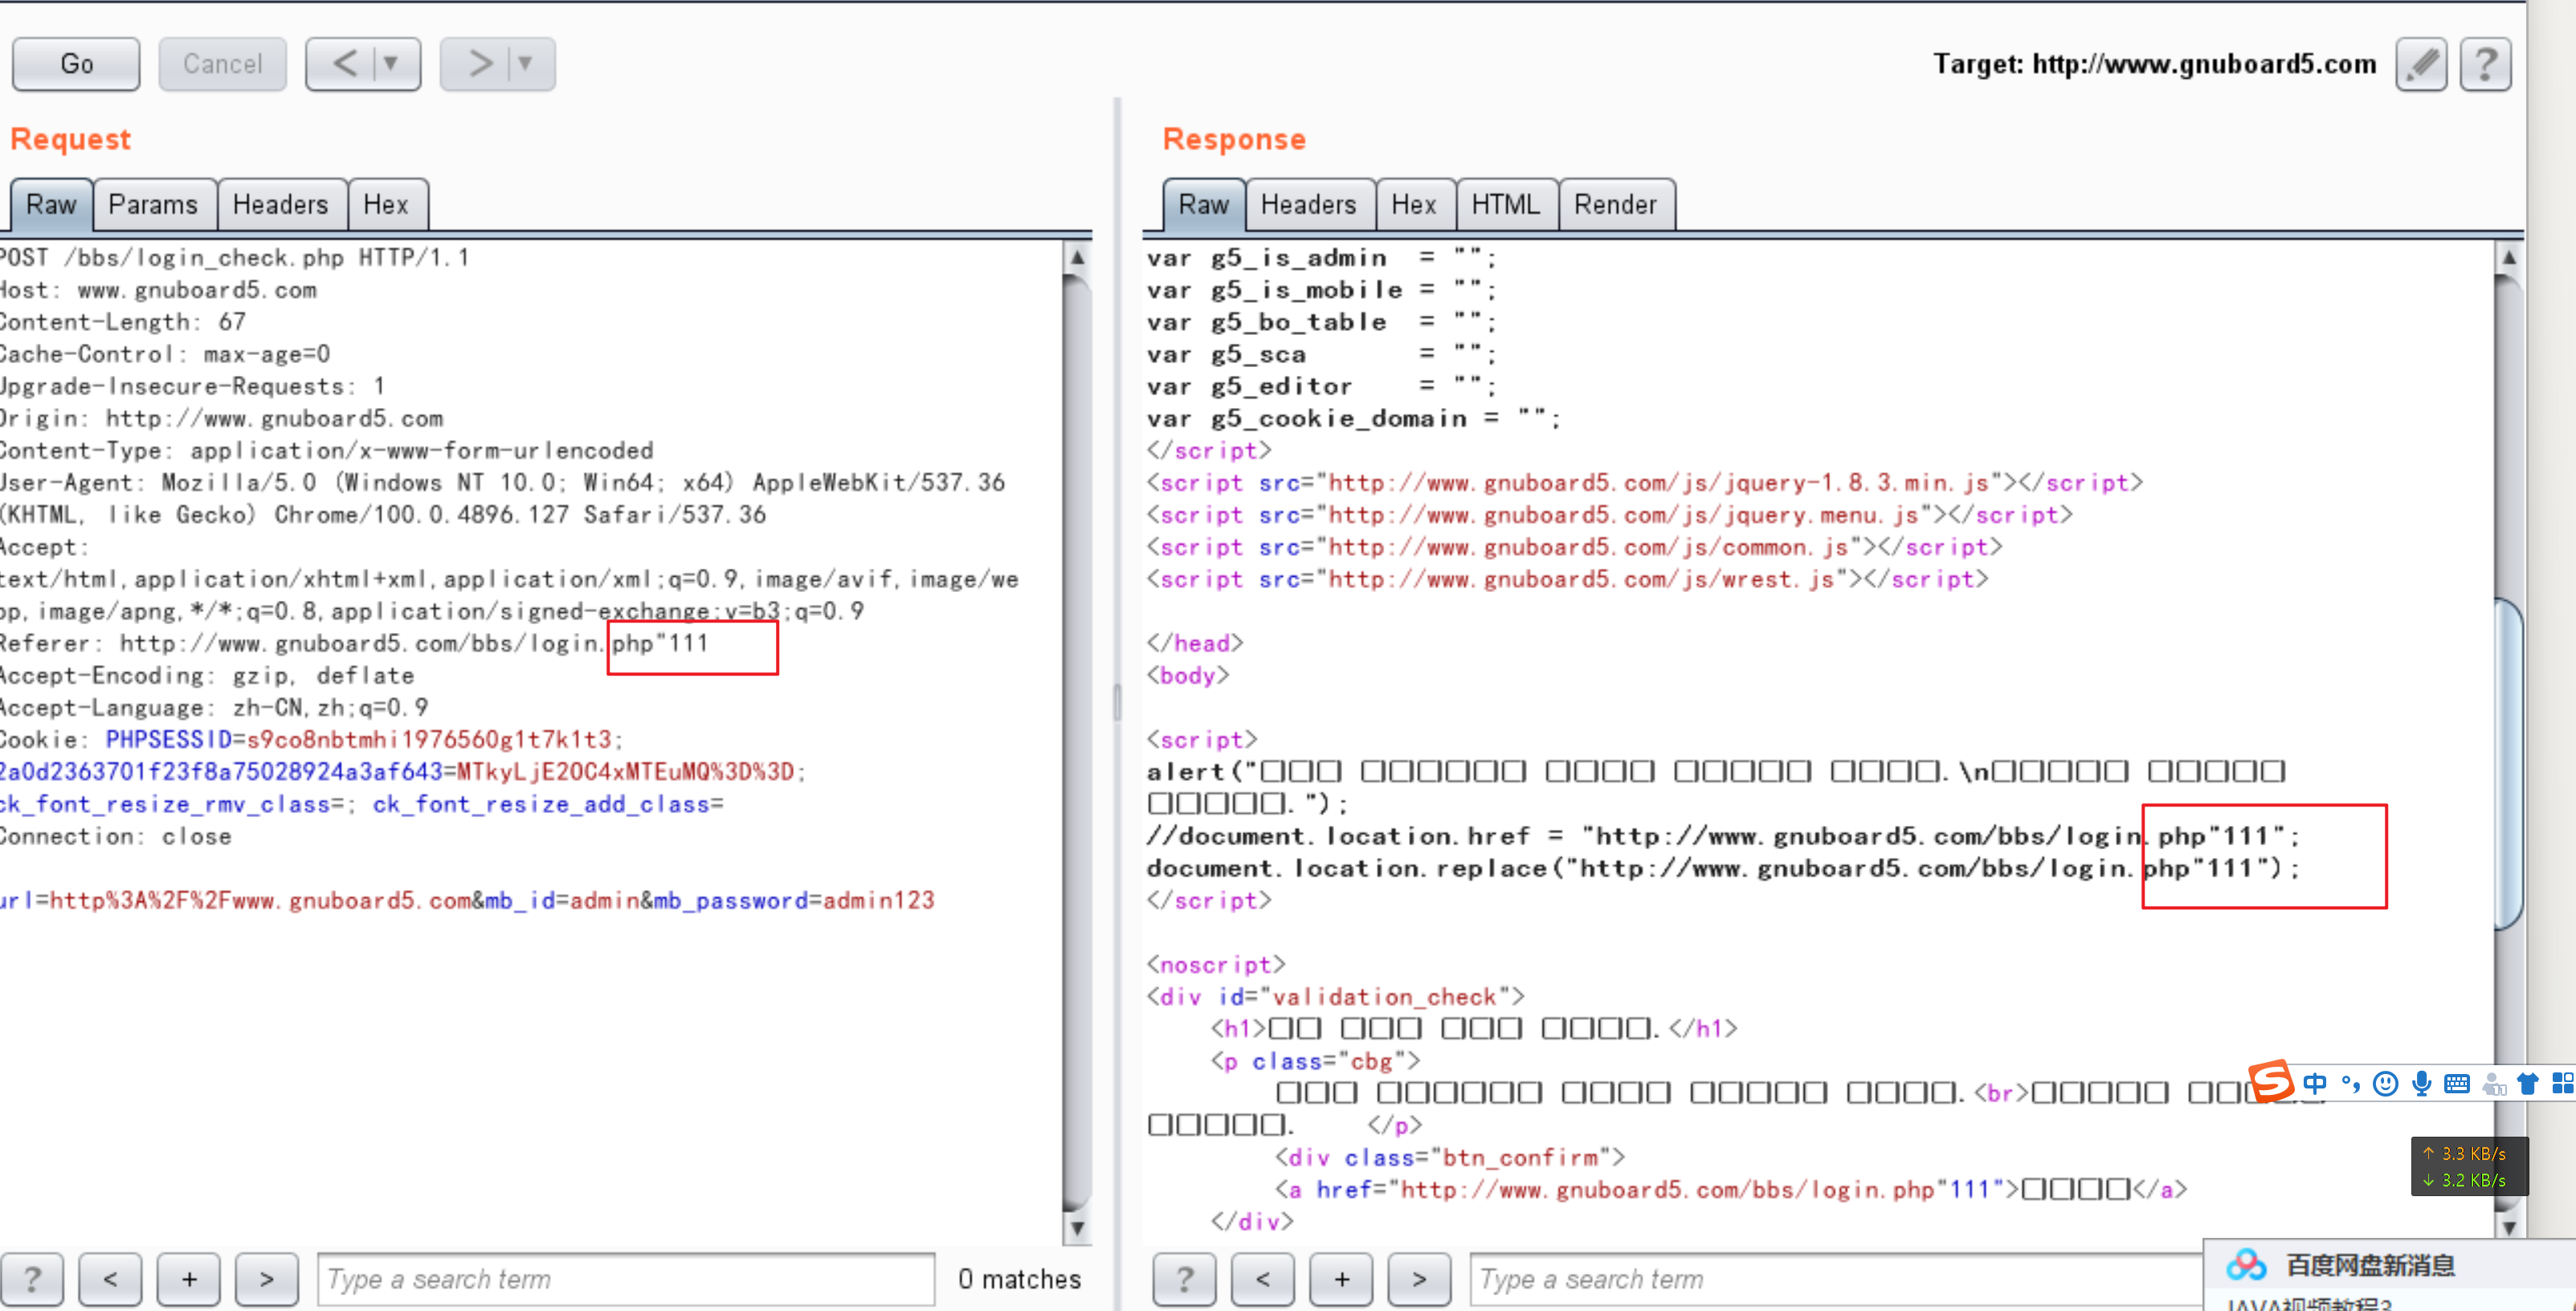 Go Cancel < > Target: http://www.gnuboard5.com ?
Request
Raw Params Headers Hex
POST /bbs/login_check.php HTTP/1.1
Host: www.gnuboard5.com
Content-Length: 67
Cache-Control: max-age=0
Upgrade-Insecure-Requests: 1
Origin: http://www.gnuboard5.com
Content-Type: application/x-www-form-urlencoded
User-Agent: Mozilla/5.0 (Windows NT 10.0; Win64; x64) AppleWebKit/537.36
(KHTML, like Gecko) Chrome/100.0.4896.127 Safari/537.36
Accept:
text/html,application/xhtml+xml,application/xml;q=0.9,image/avif,image/we
bp,image/apng,*/*;q=0.8,application/signed-exchange;v=b3;q=0.9
Referer: http://www.gnuboard5.com/bbs/login.php"111
Accept-Encoding: gzip, deflate
Accept-Language: zh-CN,zh;q=0.9
Cookie: PHPSESSID=s9co8nbtmhi1976560g1t7k1t3;
2a0d2363701f23f8a75028924a3af643=MTkyLjE2OC4xMTEuMQ%3D%3D;
ck_font_resize_rmv_class=; ck_font_resize_add_class=
Connection: close
url=http%3A%2F%2Fwww.gnuboard5.com&mb_id=admin&mb_password=admin123
? < + > Type a search term 0 matches
Response
Raw Headers Hex HTML Render
var g5_is_admin = "";
var g5_is_mobile = "";
var g5_bo_table = "";
var g5_sca = "";
var g5_editor = "";
var g5_cookie_domain = "";
</script>
<script src="http://www.gnuboard5.com/js/jquery-1.8.3.min.js"></script>
<script src="http://www.gnuboard5.com/js/jquery.menu.js"></script>
<script src="http://www.gnuboard5.com/js/common.js"></script>
<script src="http://www.gnuboard5.com/js/wrest.js"></script>
</head>
<body>
<script>
alert("□□□ □□□□□□ □□□□ □□□□□ □□□□.\n□□□□□ □□□□□
□□□□□.");
//document.location.href = "http://www.gnuboard5.com/bbs/login.php"111";
document.location.replace("http://www.gnuboard5.com/bbs/login.php"111");
</script>
<noscript>
<div id="validation_check">
<h1>□□ □□□ □□□ □□□□.</h1>
<p class="cbg">
□□□ □□□□□□ □□□□ □□□□□ □□□□.<br>□□□□□ □□
□□□□□. </p>
<div class="btn_confirm">
<a href="http://www.gnuboard5.com/bbs/login.php"111">□□□□</a>
</div>
? < + > Type a search term
中
↑ 3.3 KB/s
↓ 3.2 KB/s
百度网盘新消息
JAVA视频教程3